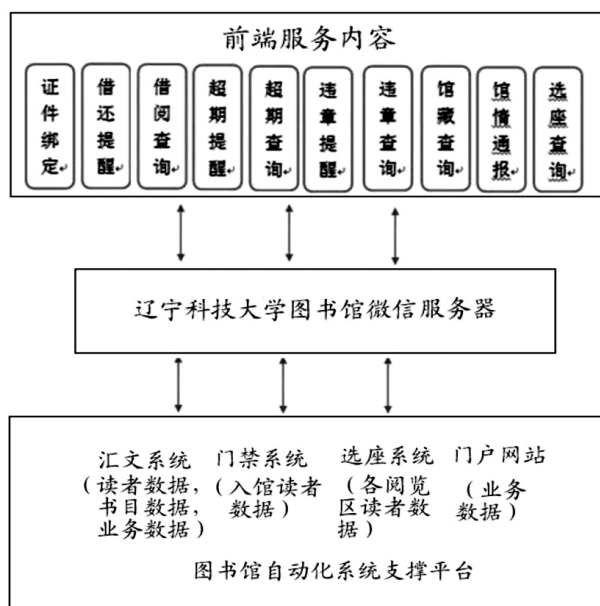 前端服务内容
证件绑定
借还提醒
借阅查询
超期提醒
超期查询
违章提醒
违章查询
馆藏查询
馆情通报
选座查询
辽宁科技大学图书馆微信服务器
汇文系统
(读者数据,
书目数据,
业务数据)
门禁系统
(入馆读者
数据)
选座系统
(各阅览
区读者数
据)
门户网站
(业务
数据)
图书馆自动化系统支撑平台